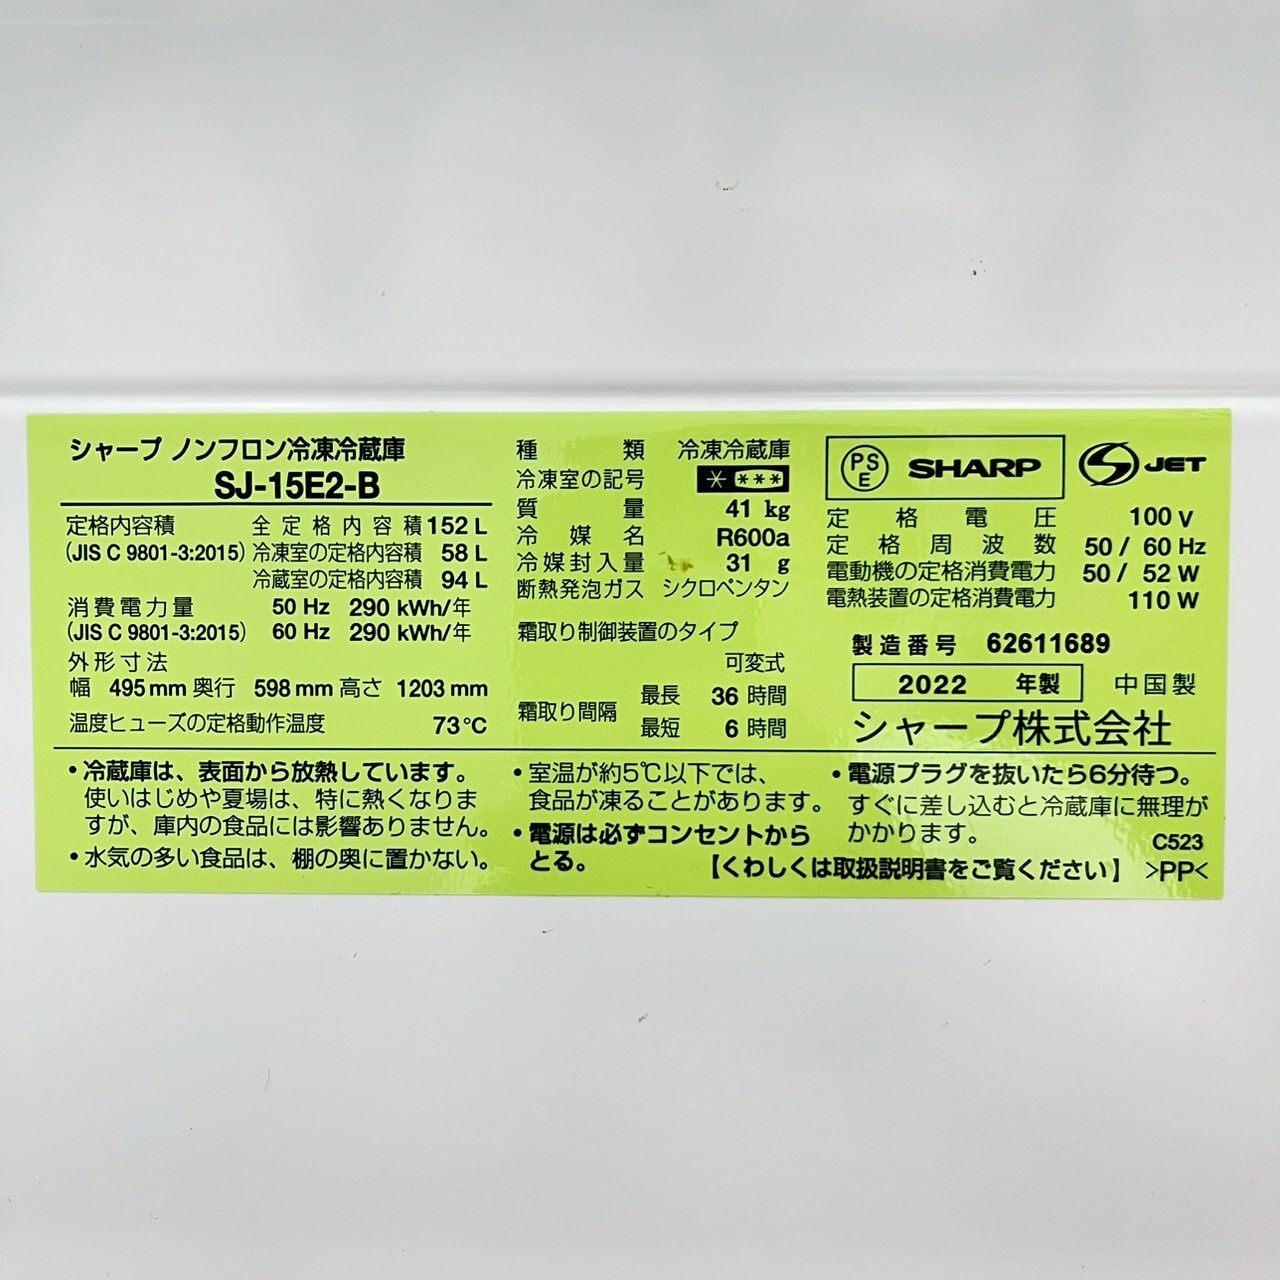 シャープ ノンフロン冷凍冷蔵庫
SJ-15E2-B
定格内容積 全定格内容積 152 L
(JIS C 9801-3:2015) 冷凍室の定格内容積 58 L
冷蔵室の定格内容積 94 L
消費電力量 50 Hz 290 kWh/年
(JIS C 9801-3:2015) 60 Hz 290 kWh/年
外形寸法
幅 495 mm 奥行 598 mm 高さ 1203 mm
温度ヒューズの定格動作温度 73℃
種類 冷凍冷蔵庫
冷凍室の記号 * ***
質量 41 kg
冷媒名 R600a
冷媒封入量 31 g
断熱発泡ガス シクロペンタン
霜取り制御装置のタイプ
可変式
霜取り間隔 最長 36 時間
最短 6 時間
PSE SHARP JET
定格電圧 100 V
定格周波数 50 / 60 Hz
電動機の定格消費電力 50 / 52 W
電熱装置の定格消費電力 110 W
製造番号 62611689
2022 年製 中国製
シャープ株式会社
・冷蔵庫は、表面から放熱しています。
使いはじめや夏場は、特に熱くなりま
すが、庫内の食品には影響ありません。
・水気の多い食品は、棚の奥に置かない。
・室温が約5℃以下では、
食品が凍ることがあります。
・電源は必ずコンセントから
とる。
・電源プラグを抜いたら6分待つ。
すぐに差し込むと冷蔵庫に無理が
かかります。
C523
【くわしくは取扱説明書をご覧ください】 >PP<